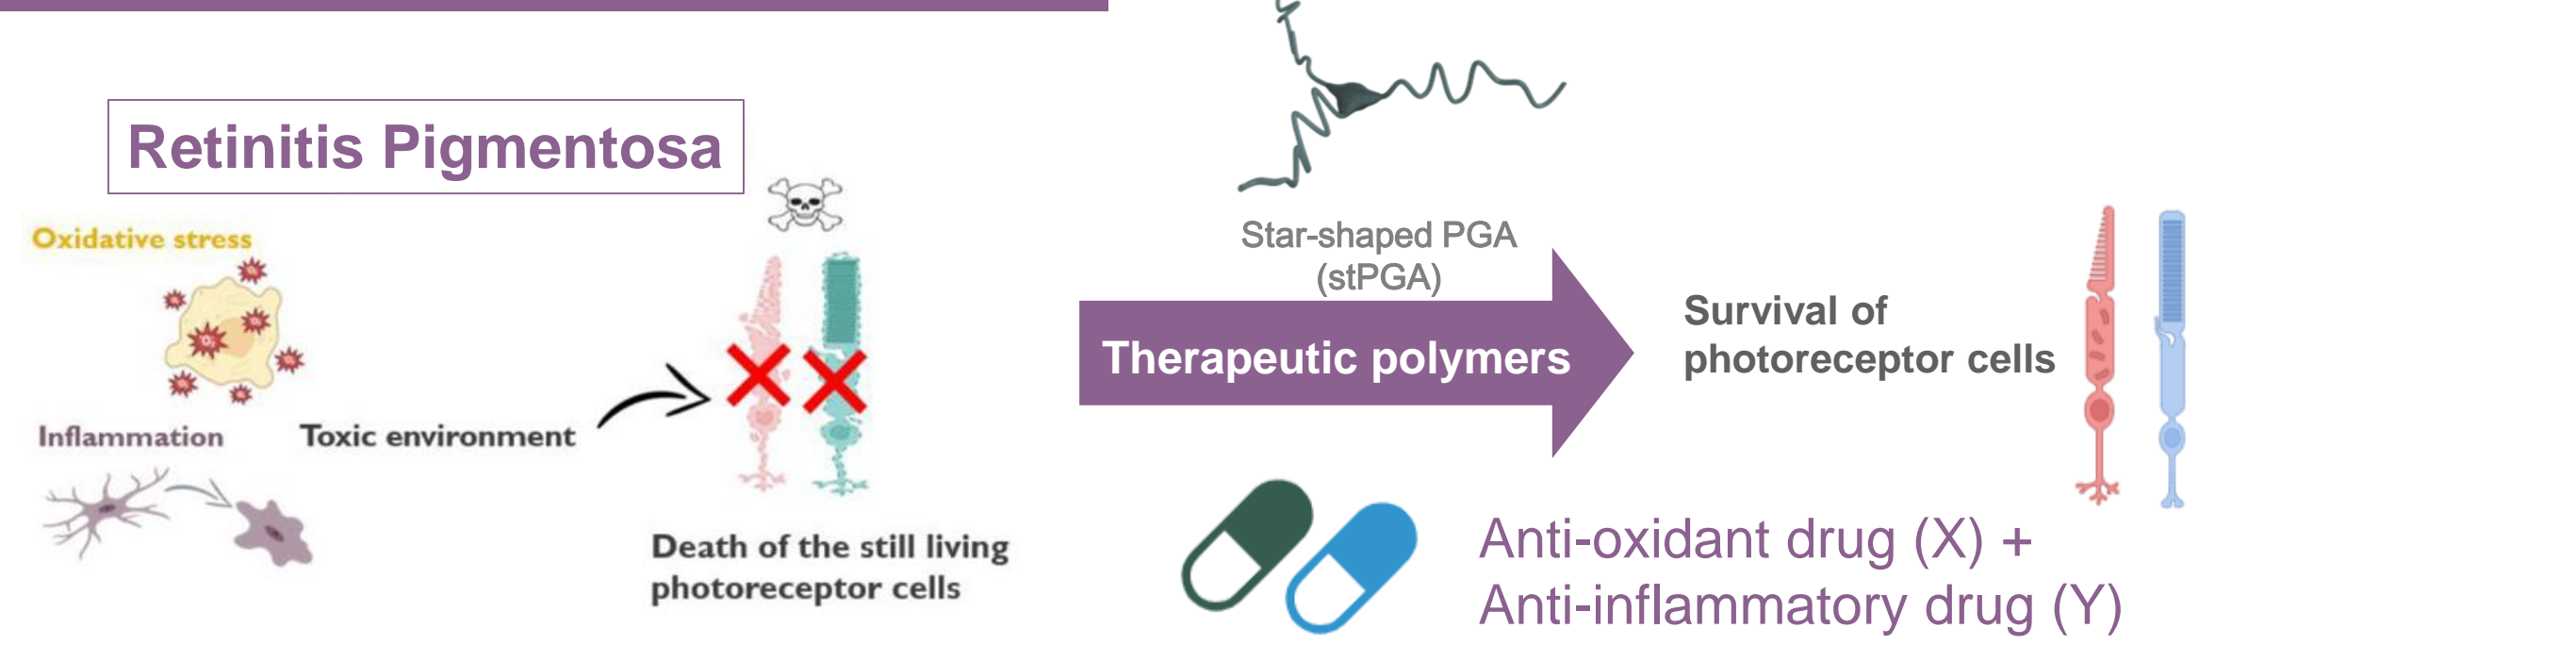 Retinitis Pigmentosa
Oxidative stress
Inflammation
Toxic environment
Death of the still living
photoreceptor cells
Star-shaped PGA
(stPGA)
Therapeutic polymers
Survival of
photoreceptor cells
Anti-oxidant drug (X) +
Anti-inflammatory drug (Y)